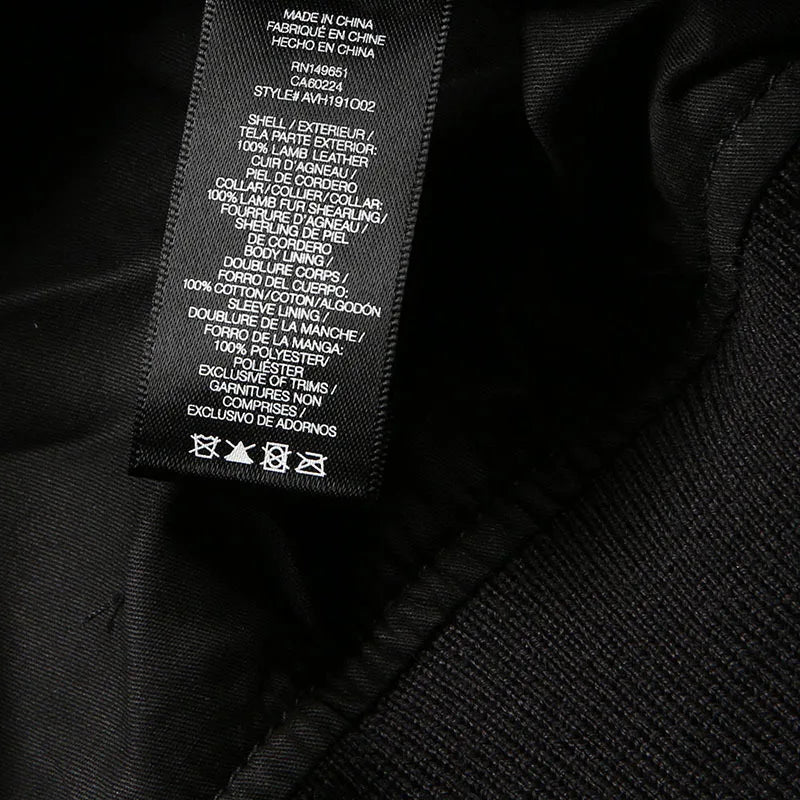 MADE IN CHINA
FABRIQUÉ EN CHINE
HECHO EN CHINA
RN149651
CA60224
STYLE# AVH191O02
SHELL / EXTERIEUR /
TELA PARTE EXTERIOR:
100% LAMB LEATHER
CUIR D'AGNEAU /
PIEL DE CORDERO
COLLAR / COLLIER / COLLAR:
100% LAMB FUR SHEARLING /
FOURRURE D'AGNEAU /
SHERLING DE PIEL
DE CORDERO
BODY LINING /
DOUBLURE CORPS /
FORRO DEL CUERPO:
100% COTTON / COTON / ALGODÓN
SLEEVE LINING /
DOUBLURE DE LA MANCHE /
FORRO DE LA MANGA:
100% POLYESTER /
POLIÉSTER
EXCLUSIVE OF TRIMS /
GARNITURES NON
COMPRISES /
EXCLUSIVO DE ADORNOS